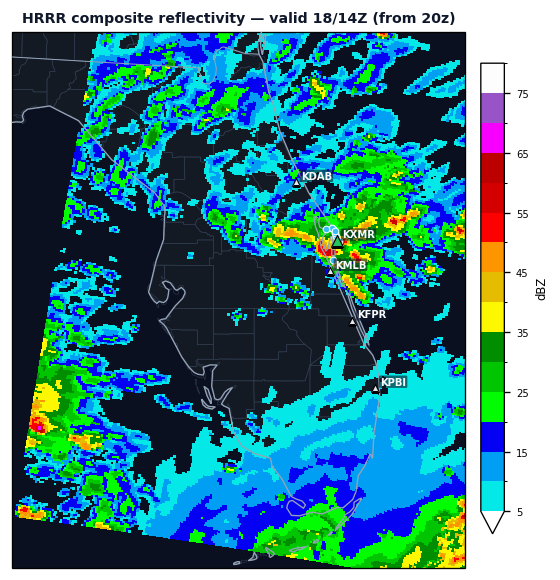 HRRR composite reflectivity — valid 18/14Z (from 20z)
KDAB
KXMR
KMLB
KFPR
KPBI
75
65
55
45
35
25
15
5
dBZ